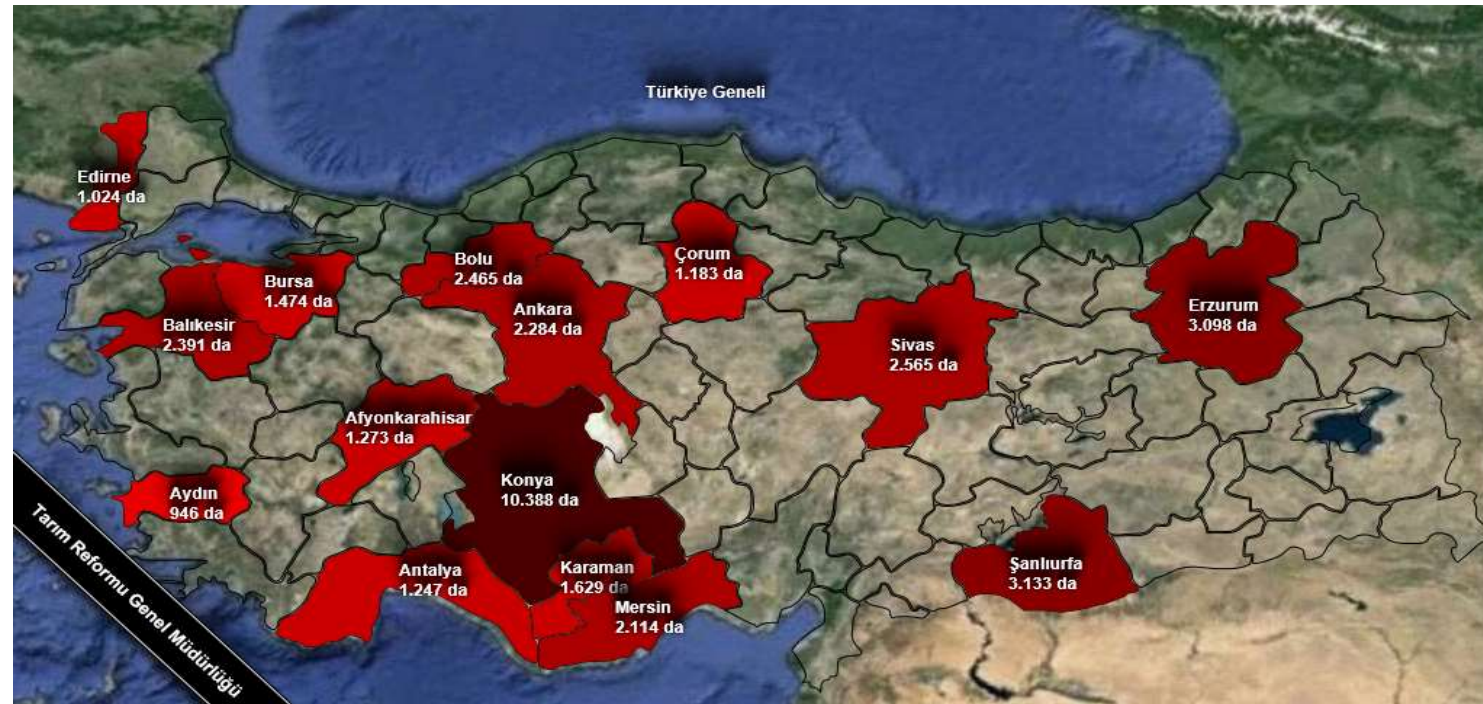 Türkiye Geneli
Edirne
1.024 da
Bolu
2.465 da
Çorum
1.183 da
Bursa
1.474 da
Ankara
2.284 da
Erzurum
3.098 da
Balıkesir
2.391 da
Sivas
2.565 da
Afyonkarahisar
1.273 da
Konya
10.388 da
Aydın
946 da
Antalya
1.247 da
Karaman
1.629 da
Mersin
2.114 da
Şanlıurfa
3.133 da
Tarım Reformu Genel Müdürlüğü